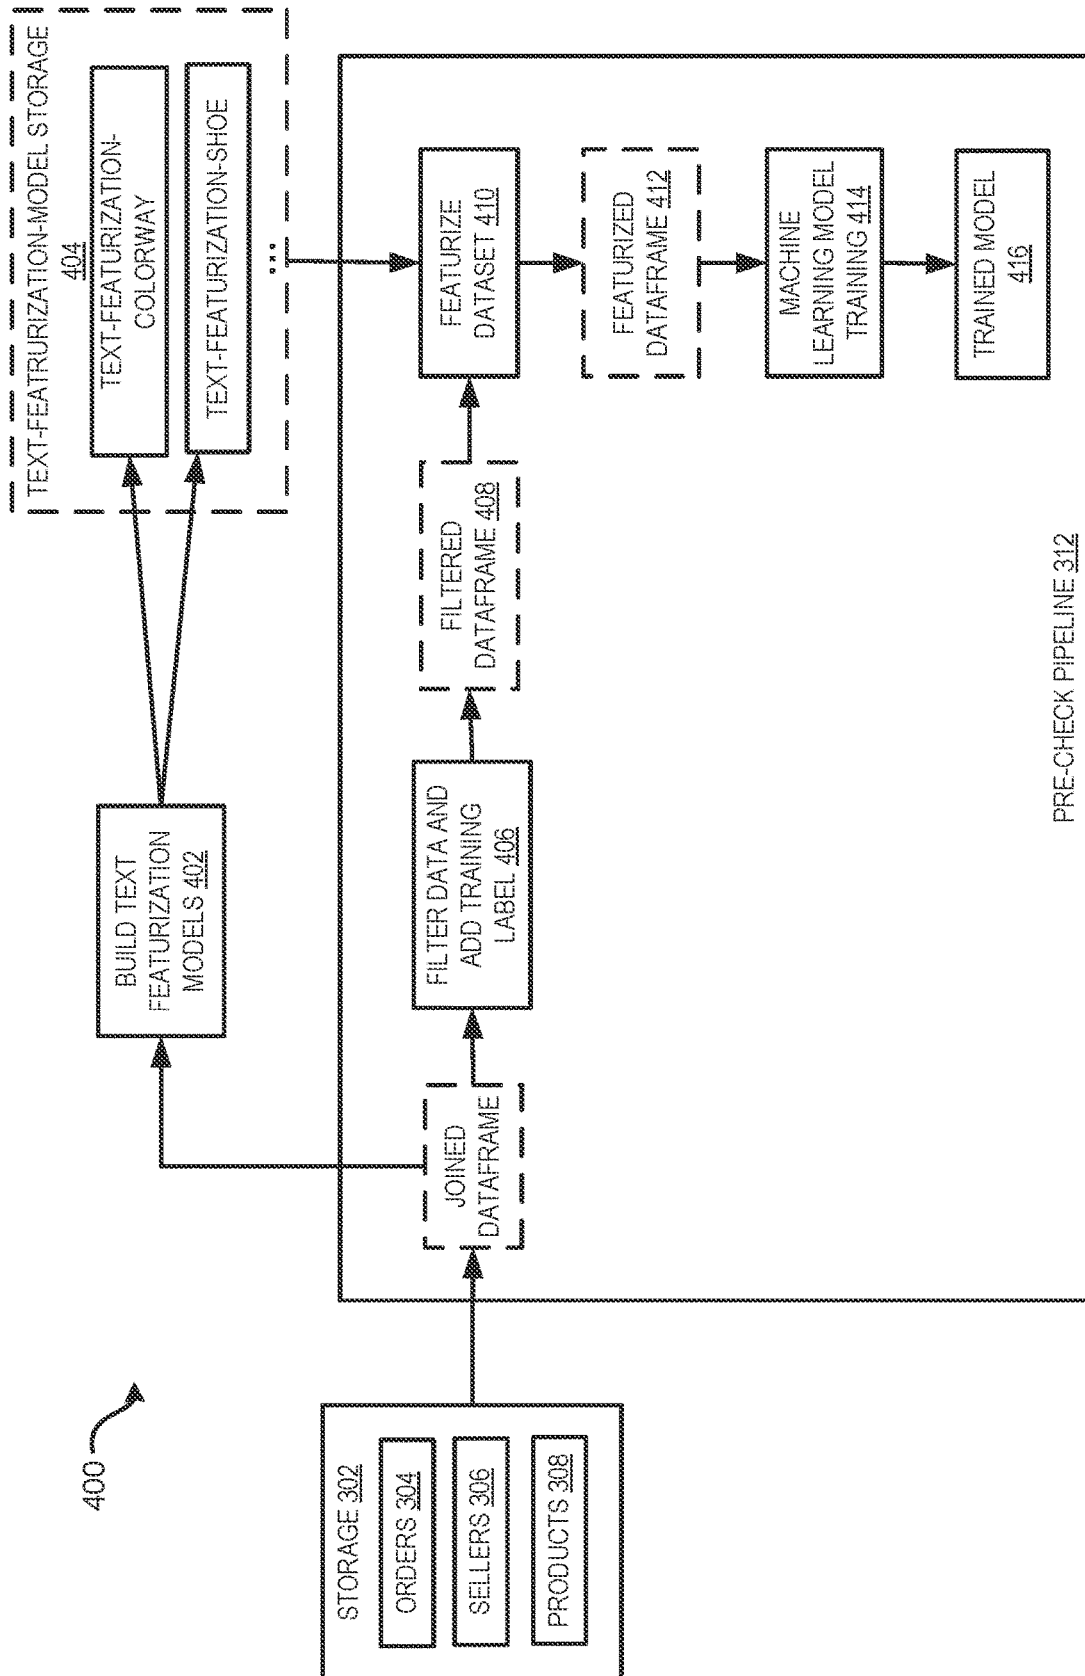 400
STORAGE 302
ORDERS 304
SELLERS 306
PRODUCTS 308
JOINED
DATAFRAME
BUILD TEXT
FEATURIZATION
MODELS 402
TEXT-FEATRURIZATION-MODEL STORAGE
404
TEXT-FEATURIZATION-
COLORWAY
TEXT-FEATURIZATION-SHOE
...
FILTER DATA AND
ADD TRAINING
LABEL 406
FILTERED
DATAFRAME 408
FEATURIZE
DATASET 410
FEATURIZED
DATAFRAME 412
MACHINE
LEARNING MODEL
TRAINING 414
TRAINED MODEL
416
PRE-CHECK PIPELINE 312